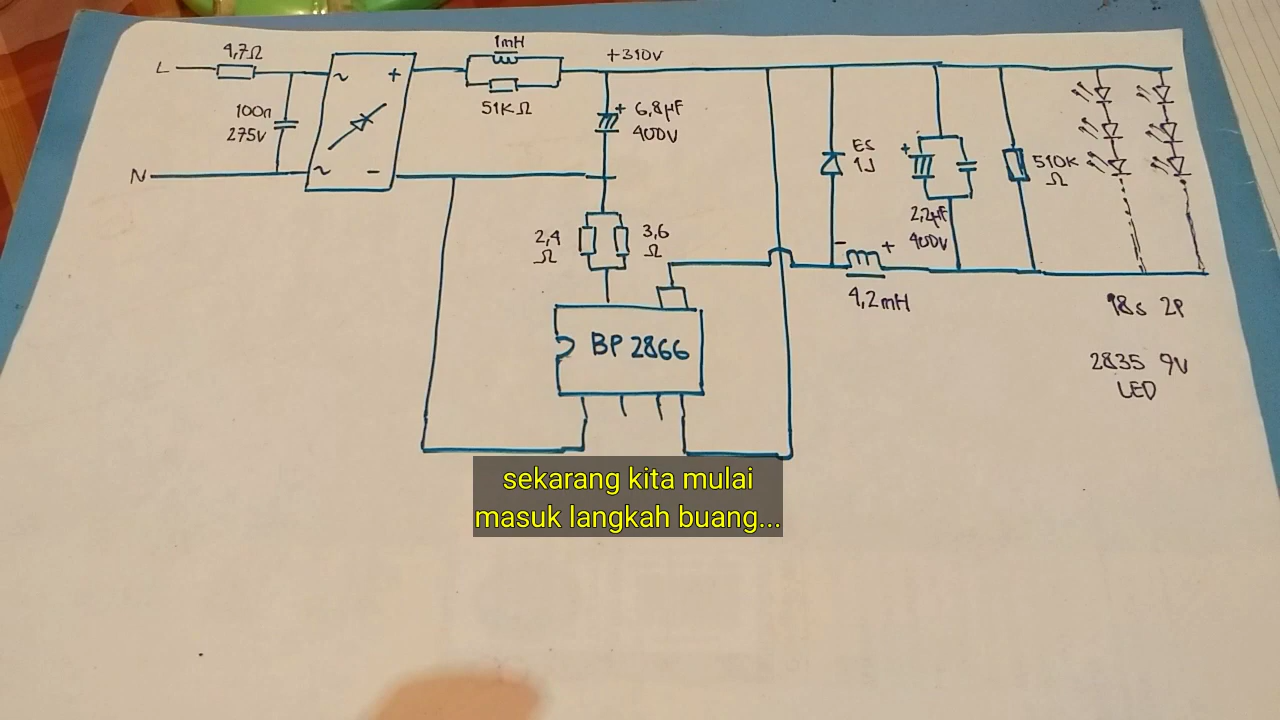 L
4,7Ω
100n
275V
N
~
+
~
−
1mH
51KΩ
+310V
+
6,8µF
400V
2,4
Ω
3,6
Ω
BP 2866
ES
1J
−
+
4,2mH
+
2,2µF
400V
510K
Ω
18s 2P
2835 9V
LED
sekarang kita mulai
masuk langkah buang...